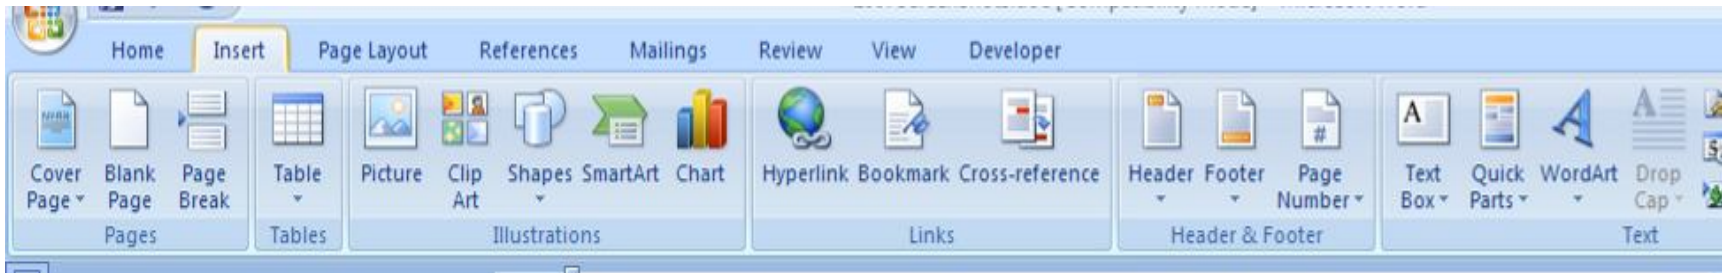 Home Insert Page Layout References Mailings Review View Developer
Cover Page Blank Page Page Break Table Picture Clip Art Shapes SmartArt Chart Hyperlink Bookmark Cross-reference Header Footer Page Number Text Box Quick Parts WordArt Drop Cap
Pages Tables Illustrations Links Header & Footer Text